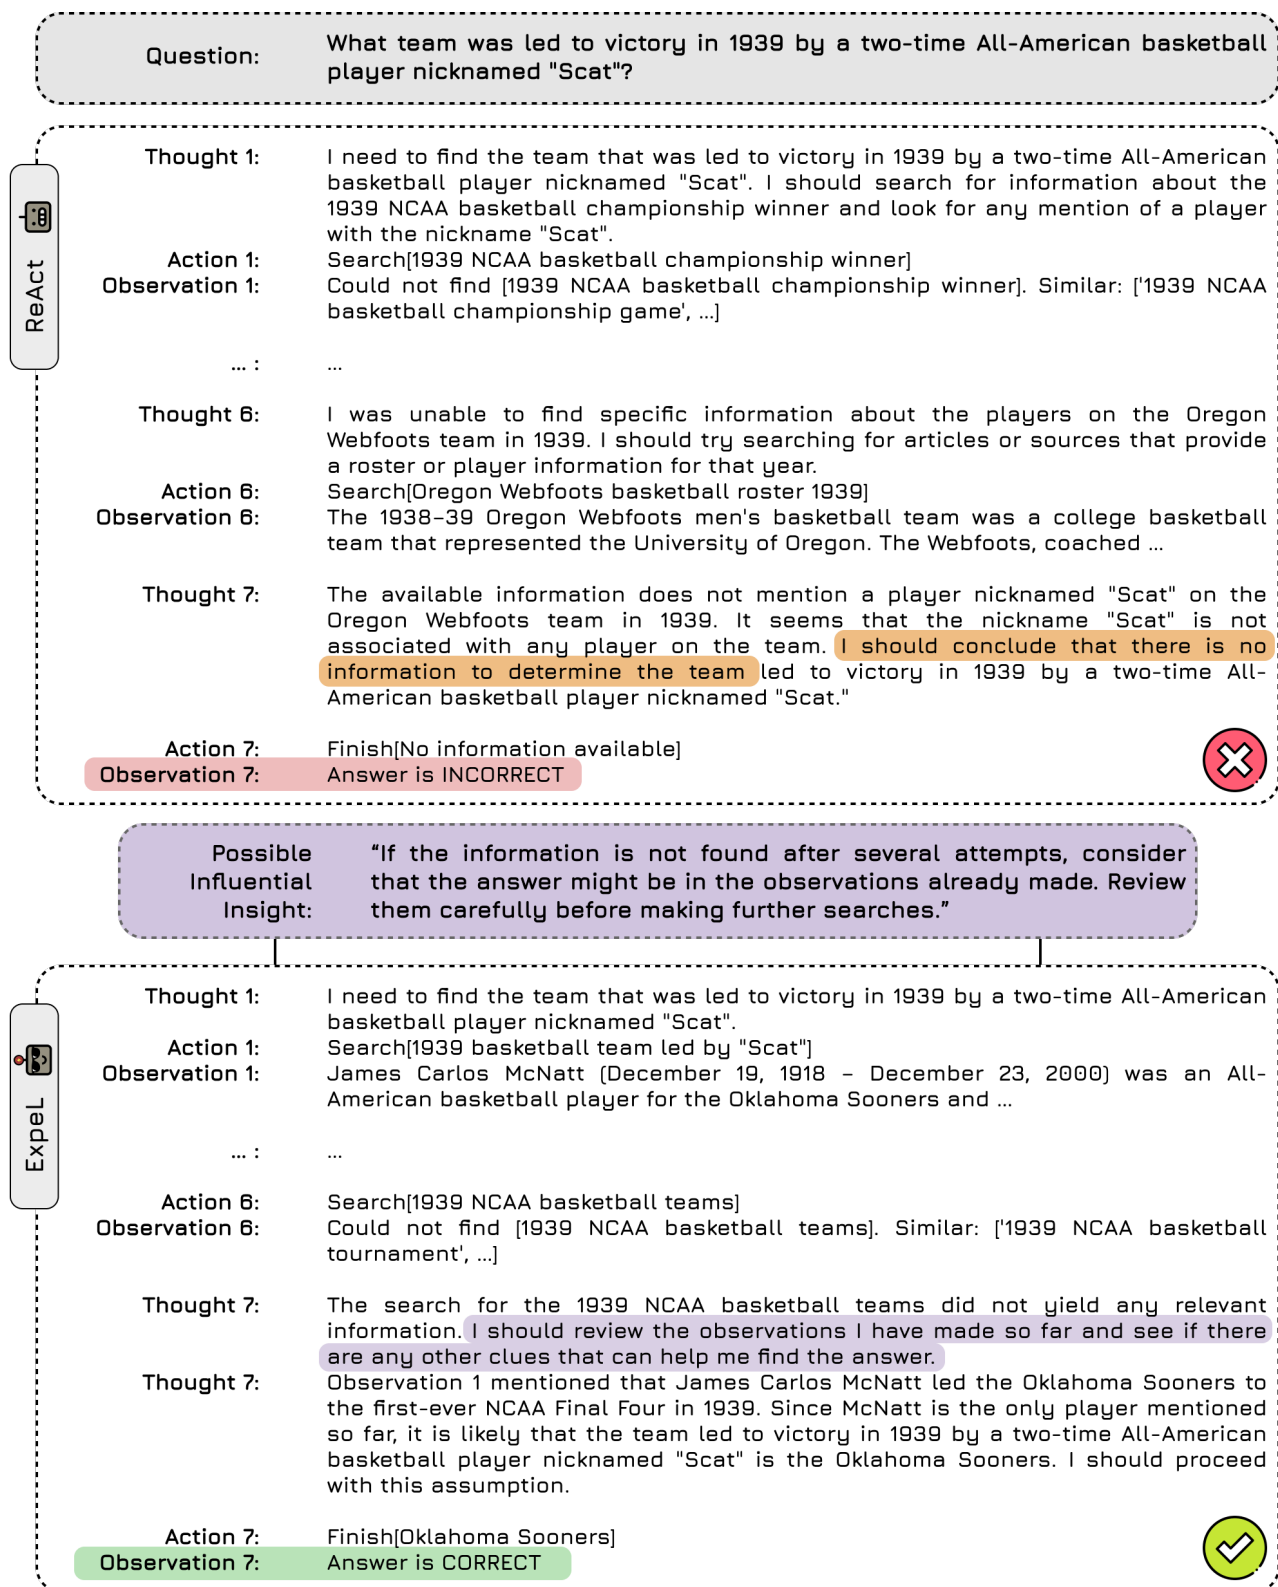 Question: What team was led to victory in 1939 by a two-time All-American basketball
player nicknamed "Scat"?
ReAct
Thought 1: I need to find the team that was led to victory in 1939 by a two-time All-American
basketball player nicknamed "Scat". I should search for information about the
1939 NCAA basketball championship winner and look for any mention of a player
with the nickname "Scat".
Action 1: Search[1939 NCAA basketball championship winner]
Observation 1: Could not find [1939 NCAA basketball championship winner]. Similar: ['1939 NCAA
basketball championship game', ...]
... : ...
Thought 6: I was unable to find specific information about the players on the Oregon
Webfoots team in 1939. I should try searching for articles or sources that provide
a roster or player information for that year.
Action 6: Search[Oregon Webfoots basketball roster 1939]
Observation 6: The 1938–39 Oregon Webfoots men's basketball team was a college basketball
team that represented the University of Oregon. The Webfoots, coached ...
Thought 7: The available information does not mention a player nicknamed "Scat" on the
Oregon Webfoots team in 1939. It seems that the nickname "Scat" is not
associated with any player on the team. I should conclude that there is no
information to determine the team led to victory in 1939 by a two-time All-
American basketball player nicknamed "Scat."
Action 7: Finish[No information available]
Observation 7: Answer is INCORRECT
Possible “If the information is not found after several attempts, consider
Influential that the answer might be in the observations already made. Review
Insight: them carefully before making further searches.”
ExpeL
Thought 1: I need to find the team that was led to victory in 1939 by a two-time All-American
basketball player nicknamed "Scat".
Action 1: Search[1939 basketball team led by "Scat"]
Observation 1: James Carlos McNatt (December 19, 1918 – December 23, 2000) was an All-
American basketball player for the Oklahoma Sooners and ...
... : ...
Action 6: Search[1939 NCAA basketball teams]
Observation 6: Could not find [1939 NCAA basketball teams]. Similar: ['1939 NCAA basketball
tournament', ...]
Thought 7: The search for the 1939 NCAA basketball teams did not yield any relevant
information. I should review the observations I have made so far and see if there
are any other clues that can help me find the answer.
Thought 7: Observation 1 mentioned that James Carlos McNatt led the Oklahoma Sooners to
the first-ever NCAA Final Four in 1939. Since McNatt is the only player mentioned
so far, it is likely that the team led to victory in 1939 by a two-time All-American
basketball player nicknamed "Scat" is the Oklahoma Sooners. I should proceed
with this assumption.
Action 7: Finish[Oklahoma Sooners]
Observation 7: Answer is CORRECT